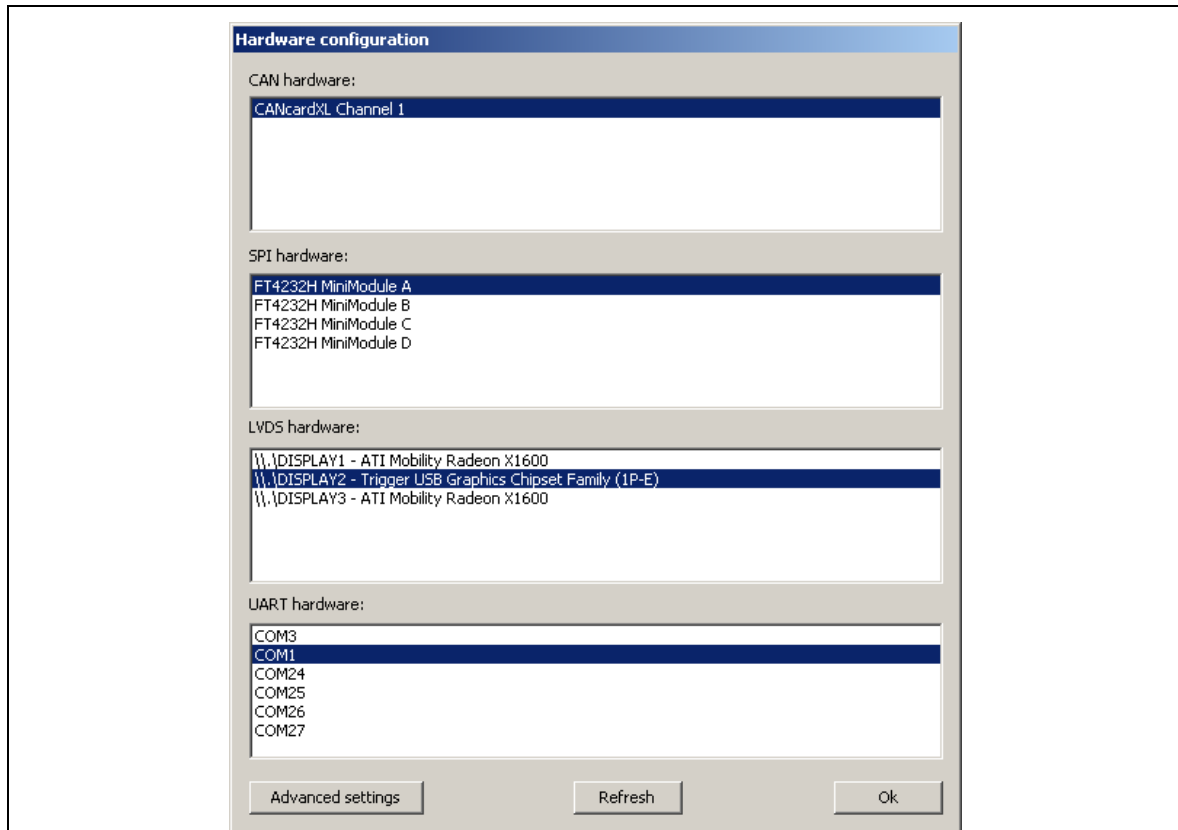 Hardware configuration
CAN hardware:
CANcardXL Channel 1
SPI hardware:
FT4232H MiniModule A
FT4232H MiniModule B
FT4232H MiniModule C
FT4232H MiniModule D
LVDS hardware:
\\.\DISPLAY1 - ATI Mobility Radeon X1600
\\.\DISPLAY2 - Trigger USB Graphics Chipset Family (1P-E)
\\.\DISPLAY3 - ATI Mobility Radeon X1600
UART hardware:
COM3
COM1
COM24
COM25
COM26
COM27
Advanced settings Refresh Ok